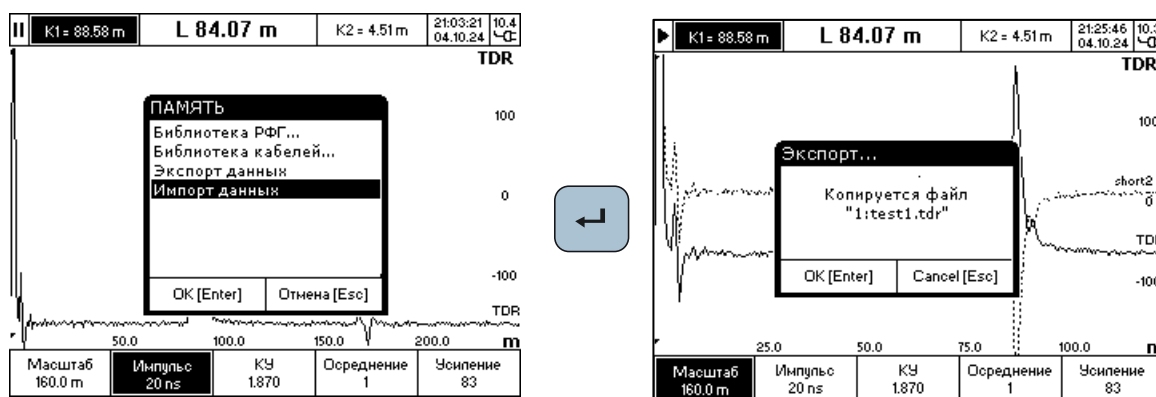 K1 = 88.58 m
L 84.07 m
K2 = 4.51 m
21:03:21
04.10.24
10.4
TDR
100
0
-100
TDR
ПАМЯТЬ
Библиотека РФГ...
Библиотека кабелей...
Экспорт данных
Импорт данных
OK [Enter]
Отмена [Esc]
50.0
100.0
150.0
200.0
m
Масштаб
160.0 m
Импульс
20 ns
КУ
1.870
Осреднение
1
Усиление
83
K1 = 88.58 m
L 84.07 m
K2 = 4.51 m
21:25:46
04.10.24
TDR
100
short2
0
-100
Экспорт...
Копируется файл
"1:test1.tdr"
OK [Enter]
Cancel [Esc]
25.0
50.0
75.0
100.0
Масштаб
160.0 m
Импульс
20 ns
КУ
1.870
Осреднение
1
Усиление
83